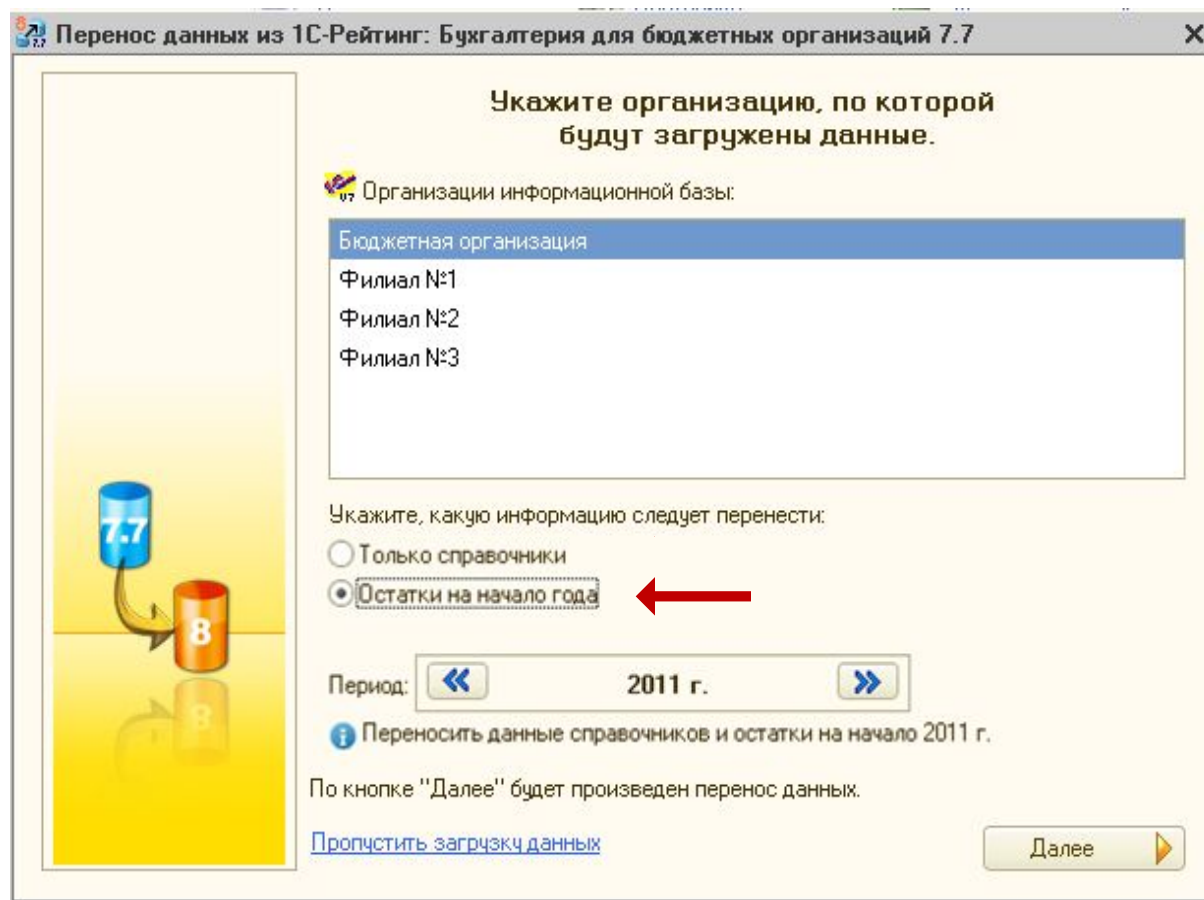 Перенос данных из 1С-Рейтинг: Бухгалтерия для бюджетных организаций 7.7
Укажите организацию, по которой
будут загружены данные.
Организации информационной базы:
Бюджетная организация
Филиал №1
Филиал №2
Филиал №3
Укажите, какую информацию следует перенести:
Только справочники
Остатки на начало года
7.7
8
Период:
2011 г.
Переносить данные справочников и остатки на начало 2011 г.
По кнопке "Далее" будет произведен перенос данных.
Пропустить загрузку данных
Далее